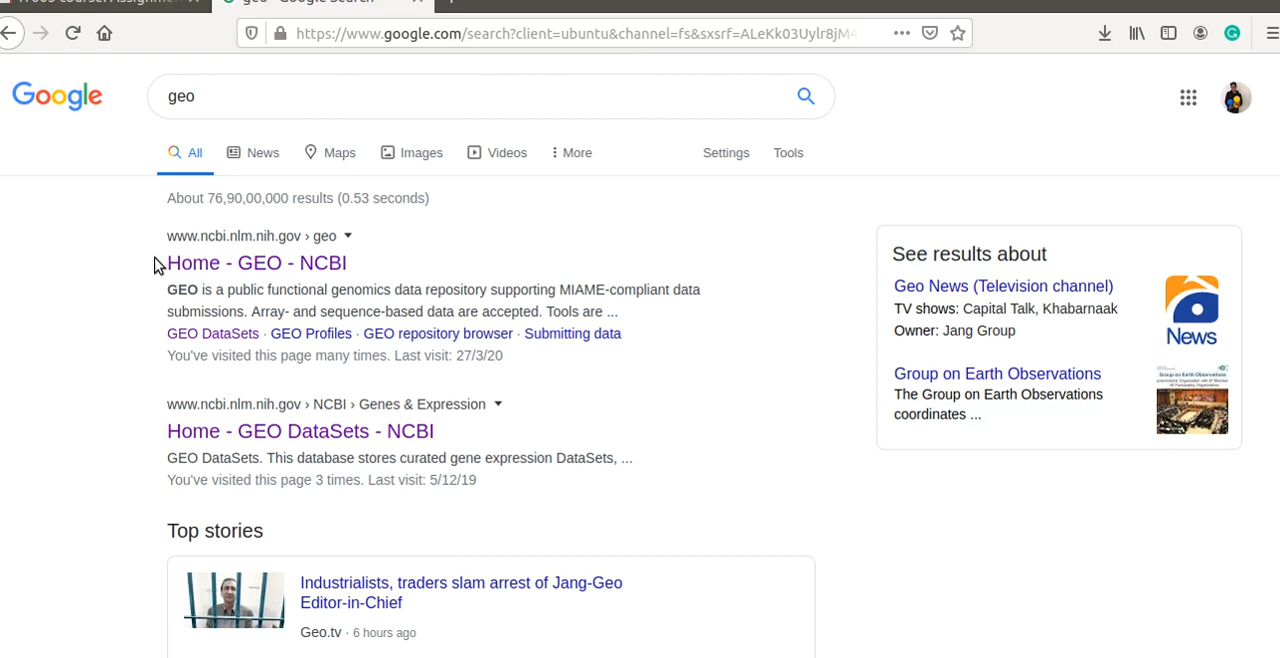 geo - Google Search
https://www.google.com/search?client=ubuntu&channel=fs&sxsrf=ALeKk03Uylr8jM4
Google
geo
All News Maps Images Videos More Settings Tools
About 76,90,00,000 results (0.53 seconds)
www.ncbi.nlm.nih.gov › geo
Home - GEO - NCBI
GEO is a public functional genomics data repository supporting MIAME-compliant data
submissions. Array- and sequence-based data are accepted. Tools are ...
GEO DataSets · GEO Profiles · GEO repository browser · Submitting data
You've visited this page many times. Last visit: 27/3/20
www.ncbi.nlm.nih.gov › NCBI › Genes & Expression
Home - GEO DataSets - NCBI
GEO DataSets. This database stores curated gene expression DataSets, ...
You've visited this page 3 times. Last visit: 5/12/19
Top stories
Industrialists, traders slam arrest of Jang-Geo
Editor-in-Chief
Geo.tv · 6 hours ago
See results about
Geo News (Television channel)
TV shows: Capital Talk, Khabarnaak
Owner: Jang Group
News
Group on Earth Observations
The Group on Earth Observations
coordinates ...